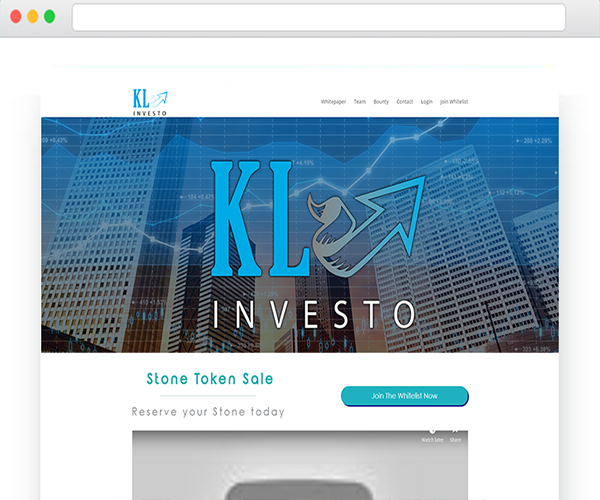 KL
INVESTO
Whitepaper Team Bounty Contact Login Join Whitelist
KL
INVESTO
Stone Token Sale
Join The Whitelist Now
Reserve your Stone today
Watch later Share